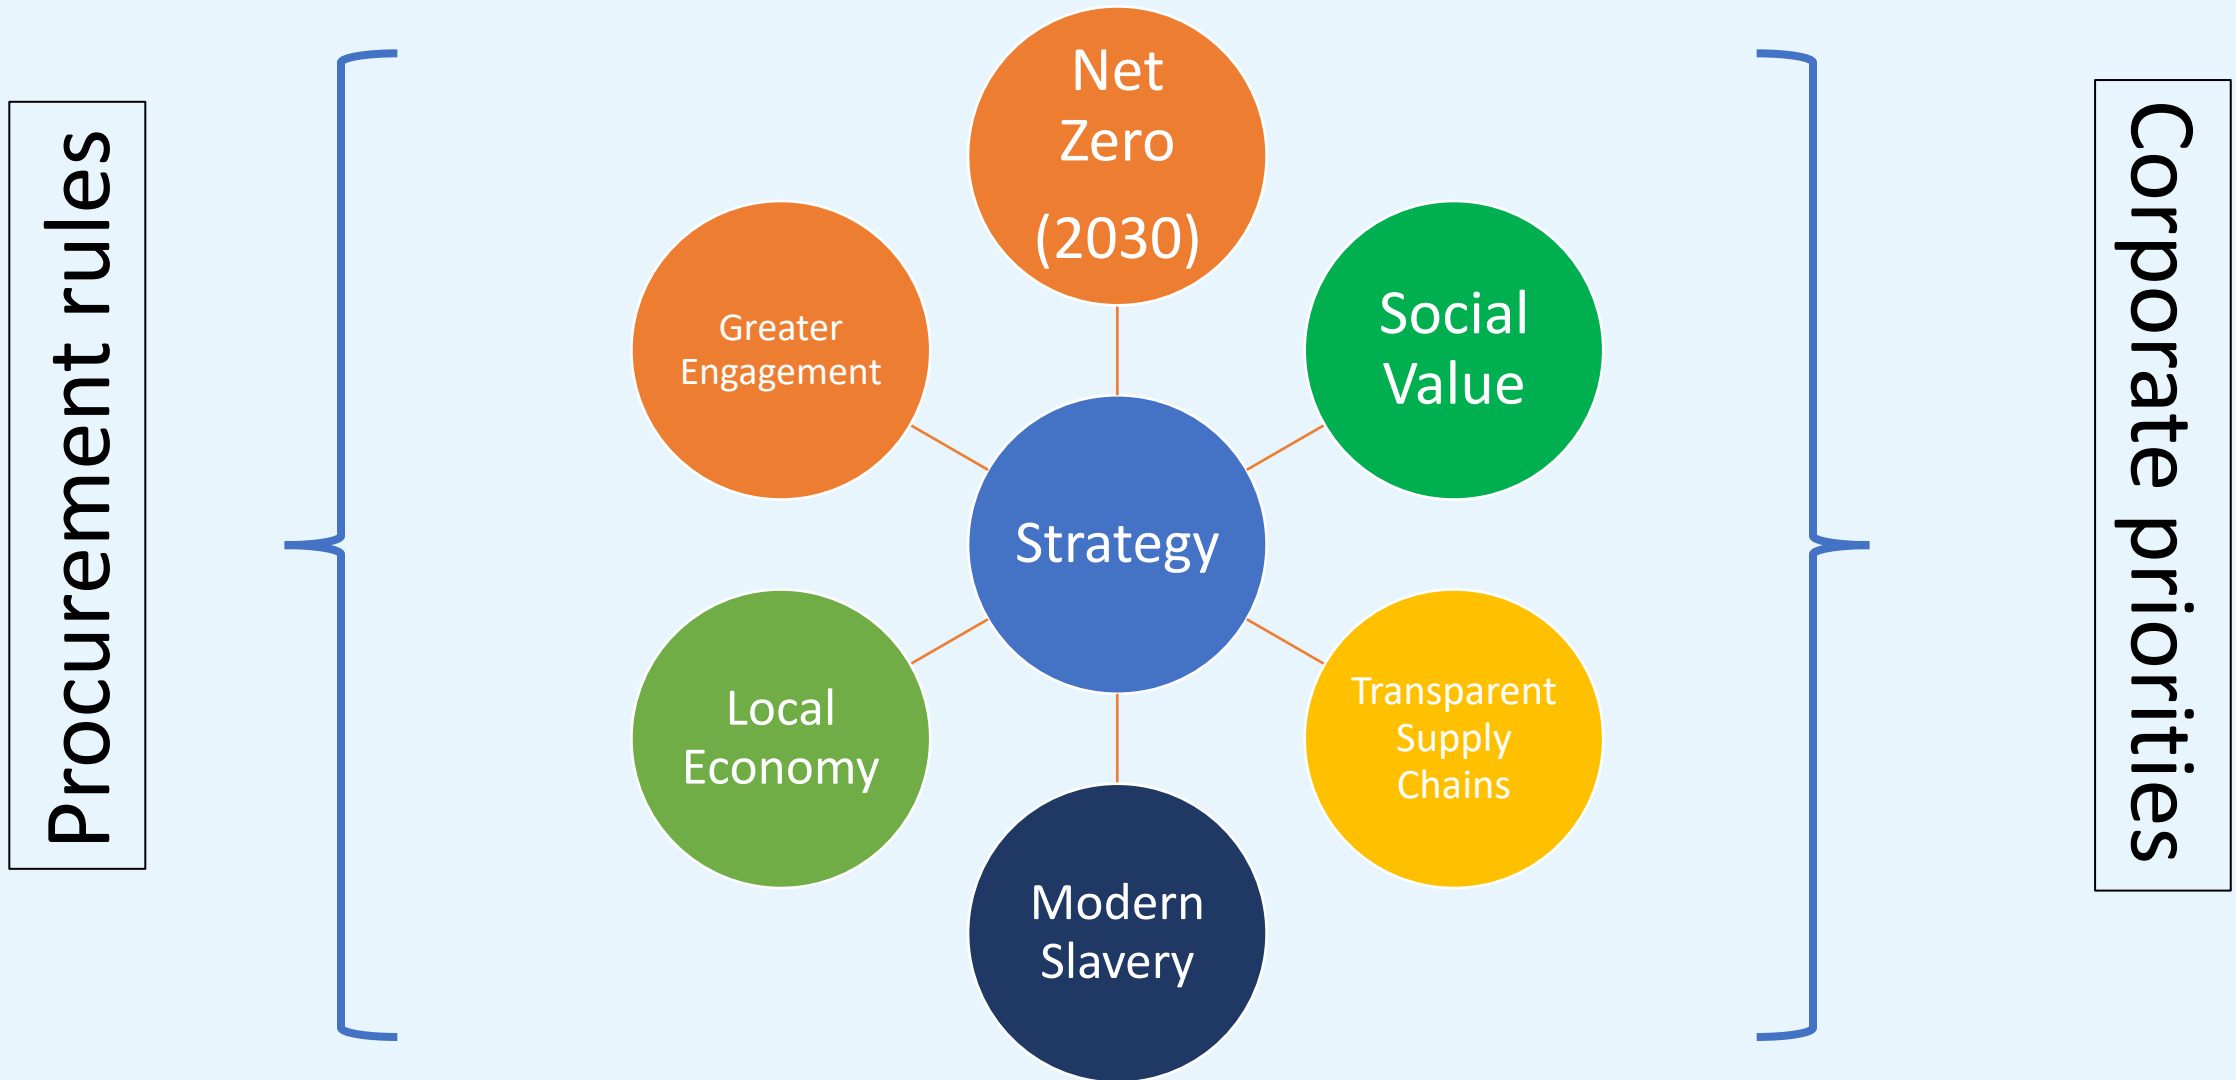 Procurement rules
Net
Zero
(2030)
Greater
Engagement
Social
Value
Strategy
Local
Economy
Transparent
Supply
Chains
Modern
Slavery
Corporate priorities